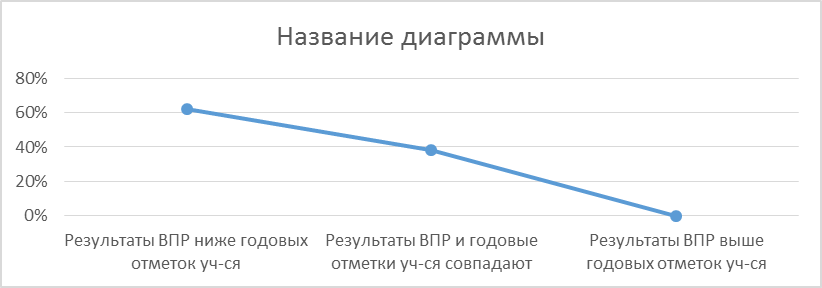 Название диаграммы
80%
60%
40%
20%
0%
Результаты ВПР ниже годовых
отметок уч-ся
Результаты ВПР и годовые
отметки уч-ся совпадают
Результаты ВПР выше
годовых отметок уч-ся